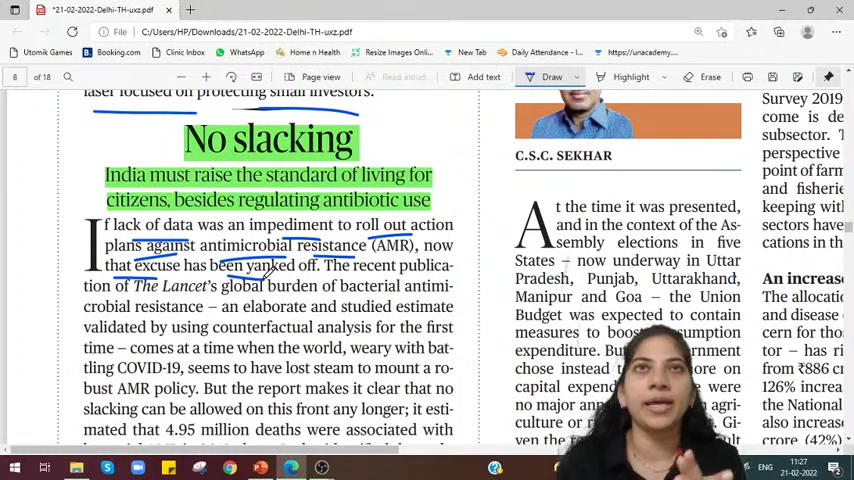 *21-02-2022-Delhi-TH-uxz.pdf
C:/Users/HP/Downloads/21-02-2022-Delhi-TH-uxz.pdf
Utomik Games
Booking.com
Clinic Inbox
WhatsApp
Home n Health
Resize Images Onl...
New Tab
Daily Attendance - I...
https://unacademy....
8 of 18
Page view
Read aloud
Add text
Draw
Highlight
Erase
laser focused on protecting small investors.
No slacking
India must raise the standard of living for
citizens, besides regulating antibiotic use
If lack of data was an impediment to roll out action
plans against antimicrobial resistance (AMR), now
that excuse has been yanked off. The recent publica-
tion of The Lancet's global burden of bacterial antimi-
crobial resistance – an elaborate and studied estimate
validated by using counterfactual analysis for the first
time – comes at a time when the world, weary with bat-
tling COVID-19, seems to have lost steam to mount a ro-
bust AMR policy. But the report makes it clear that no
slacking can be allowed on this front any longer; it esti-
mated that 4.95 million deaths were associated with
C.S.C. SEKHAR
At the time it was presented,
and in the context of the As-
sembly elections in five
States – now underway in Uttar
Pradesh, Punjab, Uttarakhand,
Manipur and Goa – the Union
Budget was expected to contain
measures to boost
expenditure. But
chose instead to
capital
no major
culture or
ven the
Survey 2019
come is de
subsector. T
perspective
point of farm
and fisherie
keeping with
sectors have
cations in th
An increase
The allocatio
and disease
cern for tho
tor – has ri
from ₹886 cr
126% increa
the National
also increase
crore (42%)
ENG
11:27
21-02-2022